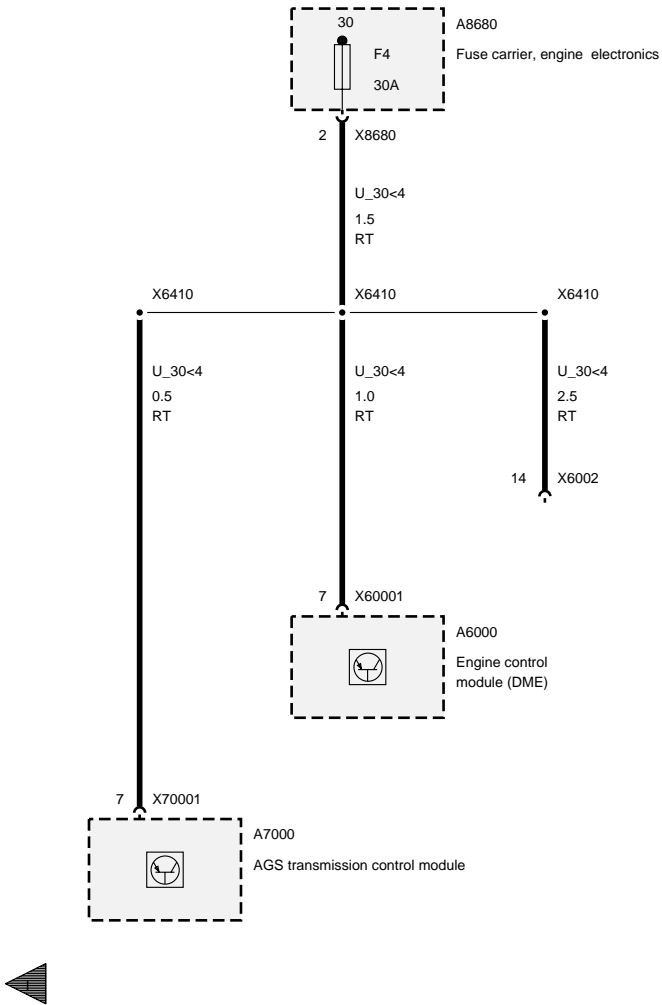 30
A8680
F4
Fuse carrier, engine electronics
30A
2
X8680
U_30<4
1.5
RT
X6410
X6410
X6410
U_30<4
0.5
RT
U_30<4
1.0
RT
U_30<4
2.5
RT
14
X6002
7
X60001
A6000
Engine control
module (DME)
7
X70001
A7000
AGS transmission control module